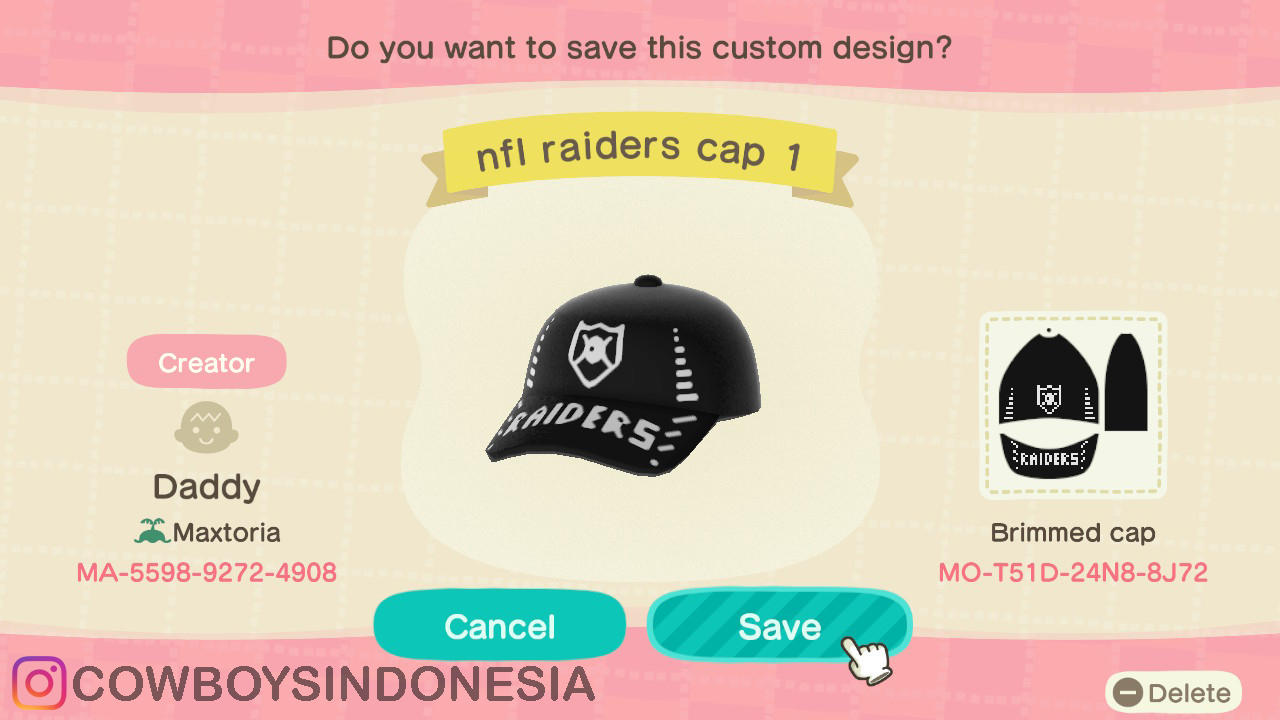 Do you want to save this custom design?
nfl raiders cap 1
RAIDERS
Creator
Daddy
Maxtoria
MA-5598-9272-4908
RAIDERS
Brimmed cap
MO-T51D-24N8-8J72
Cancel
Save
COWBOYSINDONESIA
Delete